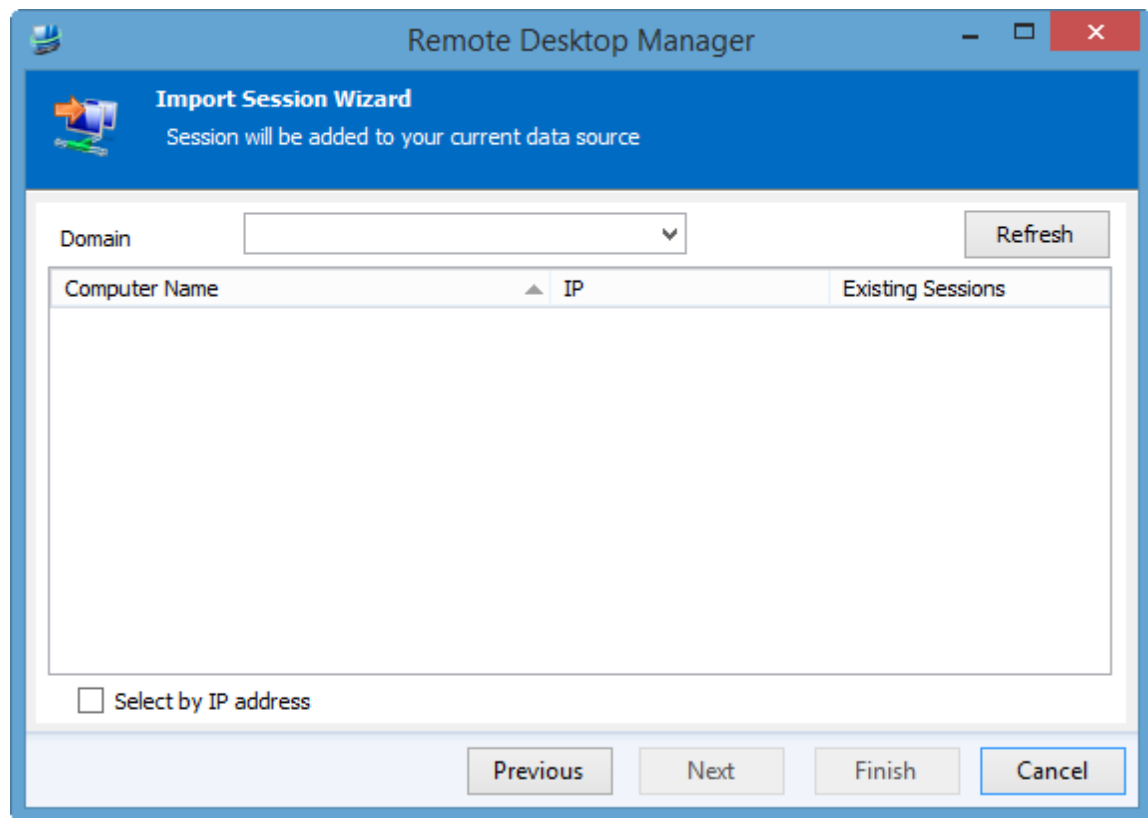 Remote Desktop Manager
Import Session Wizard
Session will be added to your current data source
Domain
Refresh
Computer Name IP Existing Sessions
Select by IP address
Previous Next Finish Cancel